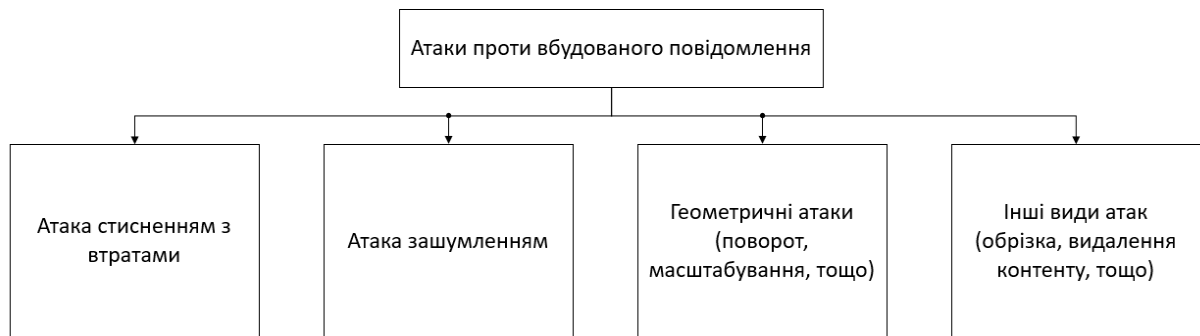 Атаки проти вбудованого повідомлення
Атака стисненням з
втратами
Атака зашумленням
Геометричні атаки
(поворот,
масштабування, тощо)
Інші види атак
(обрізка, видалення
контенту, тощо)